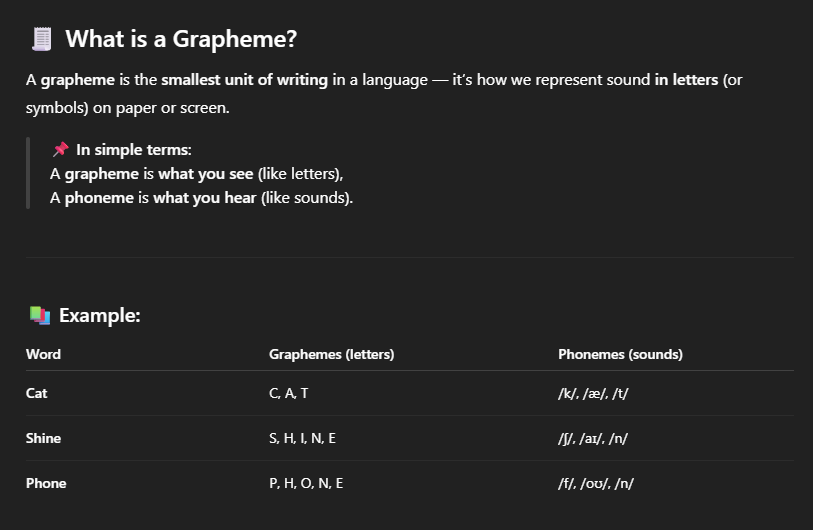 What is a Grapheme?
A grapheme is the smallest unit of writing in a language — it's how we represent sound in letters (or
symbols) on paper or screen.
In simple terms:
A grapheme is what you see (like letters),
A phoneme is what you hear (like sounds).
Example:
Word Graphemes (letters) Phonemes (sounds)
Cat C, A, T /k/, /æ/, /t/
Shine S, H, I, N, E /ʃ/, /aɪ/, /n/
Phone P, H, O, N, E /f/, /oʊ/, /n/